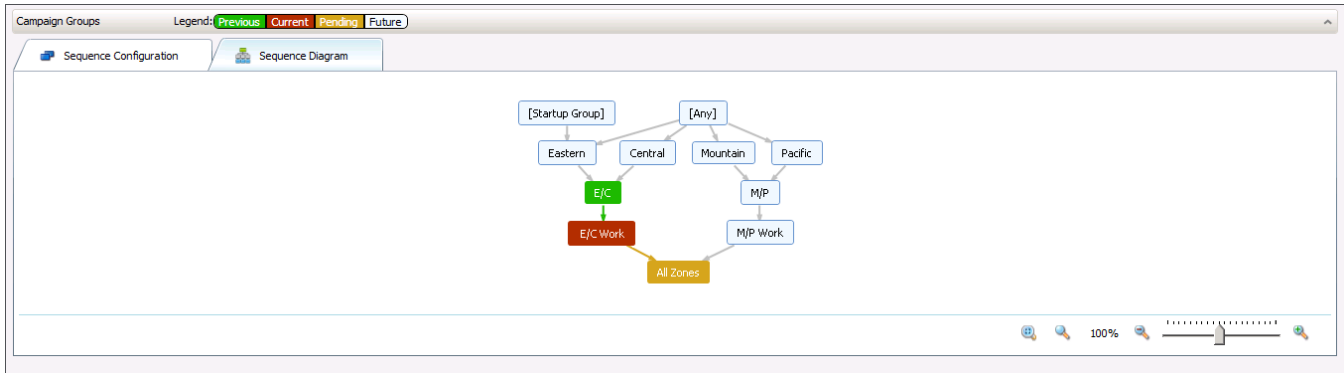 Campaign Groups Legend: Previous Current Pending Future
Sequence Configuration Sequence Diagram
[Startup Group] [Any]
Eastern Central Mountain Pacific
E/C M/P
E/C Work M/P Work
All Zones
100%